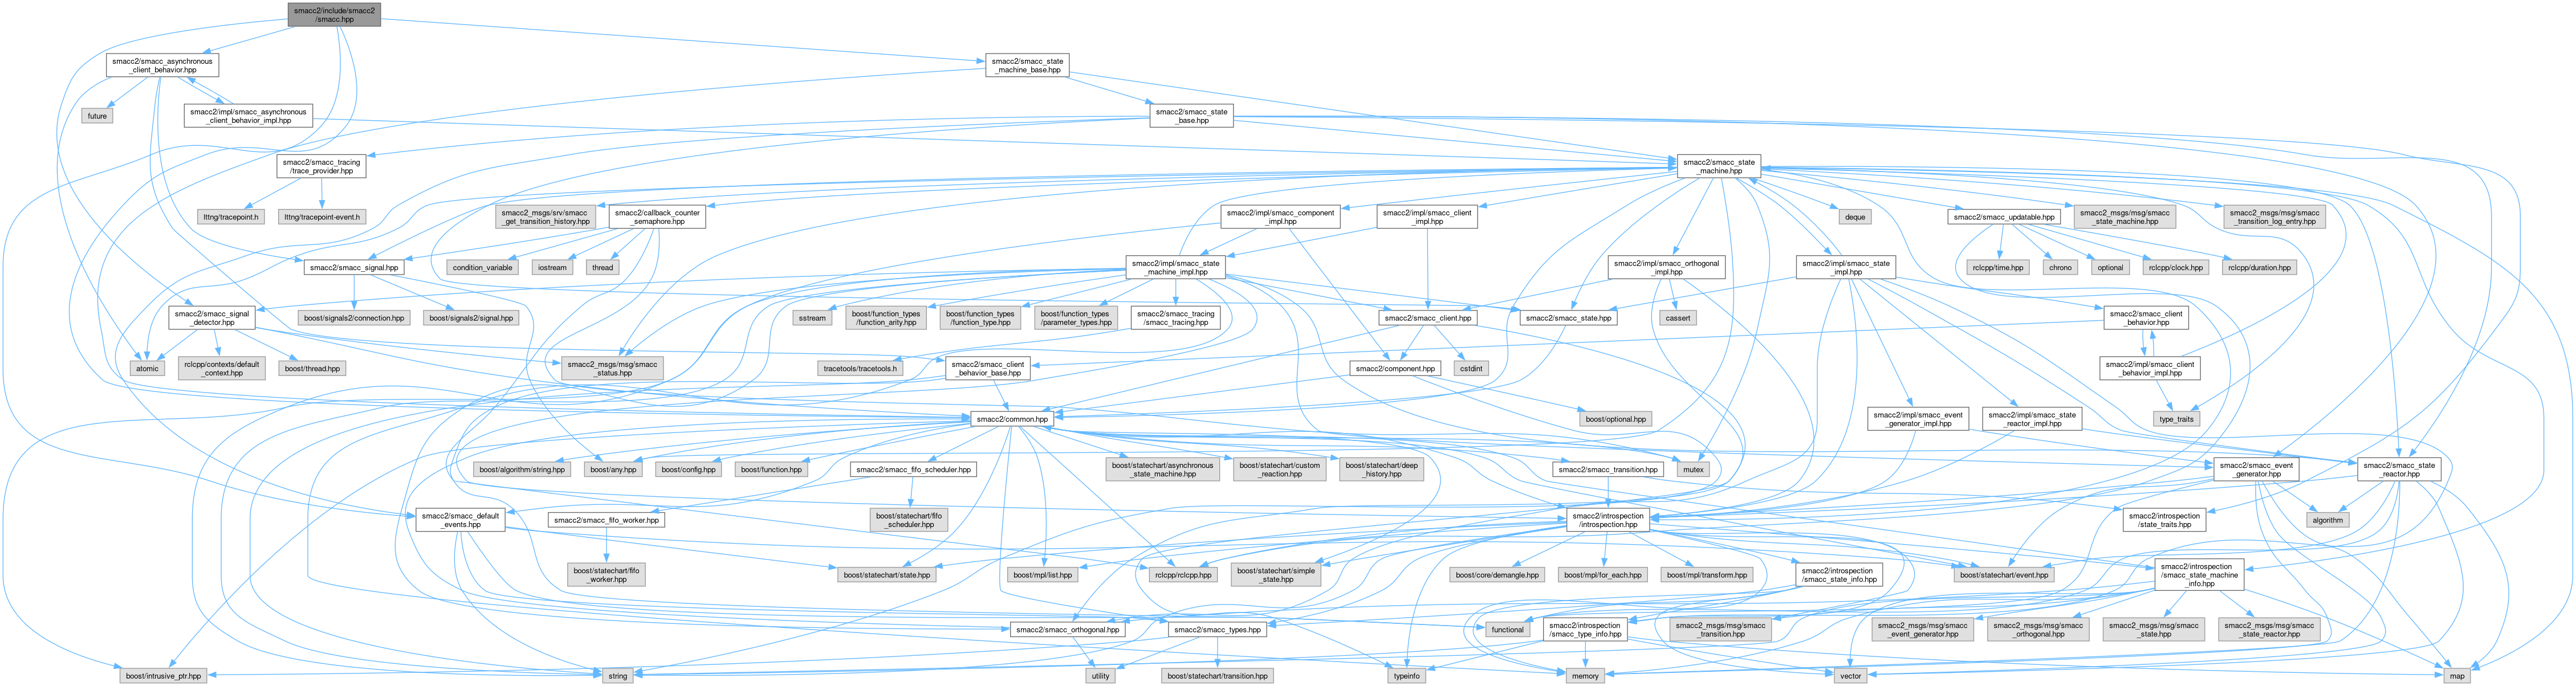 smacc2/include/smacc2
/smacc.hpp
smacc2/smacc_asynchronous
_client_behavior.hpp
smacc2/smacc_state
_machine_base.hpp
future
smacc2/impl/smacc_asynchronous
_client_behavior_impl.hpp
smacc2/smacc_state
_base.hpp
smacc2/smacc_tracing
/trace_provider.hpp
smacc2/smacc_state
_machine.hpp
lttng/tracepoint.h
lttng/tracepoint-event.h
smacc2_msgs/srv/smacc
_get_transition_history.hpp
smacc2/callback_counter
_semaphore.hpp
smacc2/impl/smacc_component
_impl.hpp
smacc2/impl/smacc_client
_impl.hpp
deque
smacc2/smacc_updatable.hpp
smacc2_msgs/msg/smacc
_state_machine.hpp
smacc2_msgs/msg/smacc
_transition_log_entry.hpp
smacc2/smacc_signal.hpp
condition_variable
iostream
thread
smacc2/impl/smacc_state
_machine_impl.hpp
smacc2/impl/smacc_orthogonal
_impl.hpp
smacc2/impl/smacc_state
_impl.hpp
rclcpp/time.hpp
chrono
optional
rclcpp/clock.hpp
rclcpp/duration.hpp
smacc2/smacc_signal
_detector.hpp
boost/signals2/connection.hpp
boost/signals2/signal.hpp
sstream
boost/function_types
/function_arity.hpp
boost/function_types
/function_type.hpp
boost/function_types
/parameter_types.hpp
smacc2/smacc_tracing
/smacc_tracing.hpp
smacc2/smacc_client.hpp
smacc2/smacc_state.hpp
cassert
smacc2/smacc_client
_behavior.hpp
atomic
rclcpp/contexts/default
_context.hpp
boost/thread.hpp
smacc2_msgs/msg/smacc
_status.hpp
tracetools/tracetools.h
smacc2/smacc_client
_behavior_base.hpp
smacc2/component.hpp
cstdint
smacc2/impl/smacc_client
_behavior_impl.hpp
smacc2/common.hpp
boost/optional.hpp
smacc2/impl/smacc_event
_generator_impl.hpp
smacc2/impl/smacc_state
_reactor_impl.hpp
type_traits
boost/algorithm/string.hpp
boost/any.hpp
boost/config.hpp
boost/function.hpp
smacc2/smacc_fifo_scheduler.hpp
boost/statechart/asynchronous
_state_machine.hpp
boost/statechart/custom
_reaction.hpp
boost/statechart/deep
_history.hpp
smacc2/smacc_transition.hpp
mutex
smacc2/smacc_event
_generator.hpp
smacc2/smacc_state
_reactor.hpp
smacc2/smacc_default
_events.hpp
smacc2/smacc_fifo_worker.hpp
boost/statechart/fifo
_scheduler.hpp
smacc2/introspection
/introspection.hpp
smacc2/introspection
/state_traits.hpp
algorithm
boost/statechart/fifo
_worker.hpp
boost/statechart/state.hpp
boost/mpl/list.hpp
rclcpp/rclcpp.hpp
boost/statechart/simple
_state.hpp
boost/core/demangle.hpp
boost/mpl/for_each.hpp
boost/mpl/transform.hpp
smacc2/introspection
/smacc_state_info.hpp
boost/statechart/event.hpp
smacc2/introspection
/smacc_state_machine
_info.hpp
smacc2/smacc_orthogonal.hpp
smacc2/smacc_types.hpp
functional
smacc2/introspection
/smacc_type_info.hpp
smacc2_msgs/msg/smacc
_transition.hpp
smacc2_msgs/msg/smacc
_event_generator.hpp
smacc2_msgs/msg/smacc
_orthogonal.hpp
smacc2_msgs/msg/smacc
_state.hpp
smacc2_msgs/msg/smacc
_state_reactor.hpp
boost/intrusive_ptr.hpp
string
utility
boost/statechart/transition.hpp
typeinfo
memory
vector
map